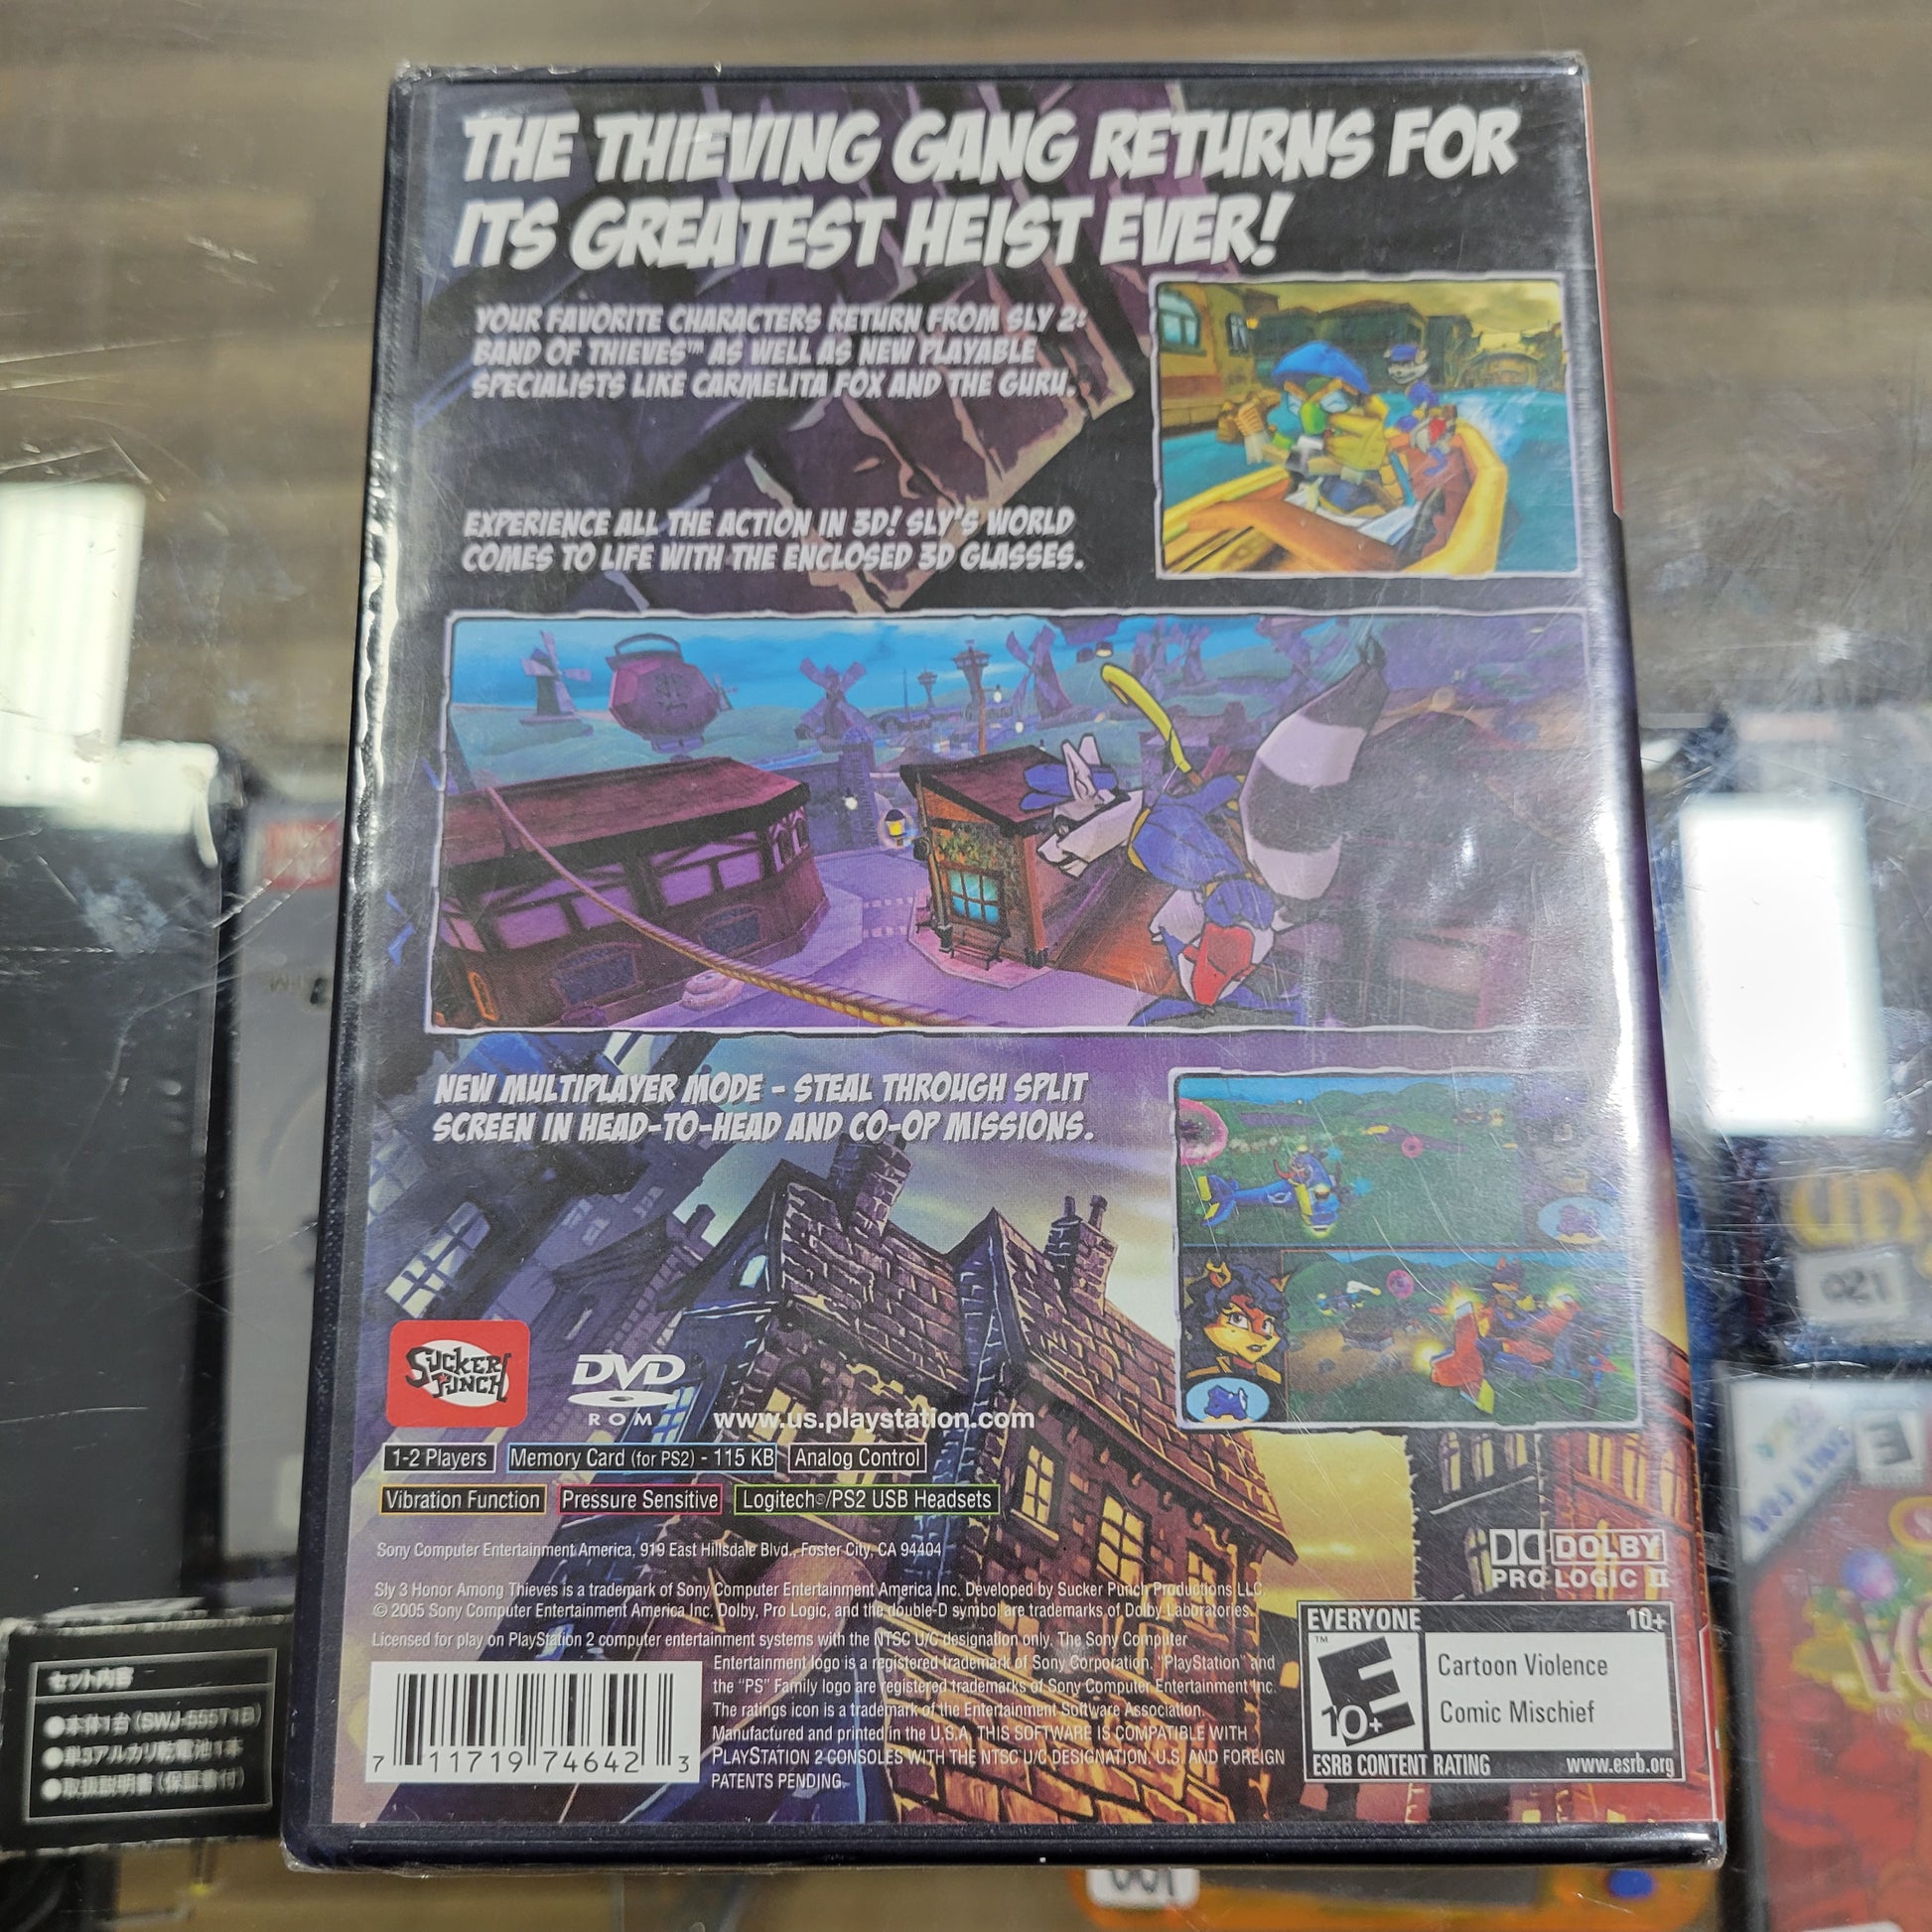 THE THIEVING GANG RETURNS FOR
ITS GREATEST HEIST EVER!
YOUR FAVORITE CHARACTERS RETURN FROM SLY 2:
BAND OF THIEVES™ AS WELL AS NEW PLAYABLE
SPECIALISTS LIKE CARMELITA FOX AND THE GURU.
EXPERIENCE ALL THE ACTION IN 3D! SLY'S WORLD
COMES TO LIFE WITH THE ENCLOSED 3D GLASSES.
NEW MULTIPLAYER MODE - STEAL THROUGH SPLIT
SCREEN IN HEAD-TO-HEAD AND CO-OP MISSIONS.
SUCKER PUNCH
DVD
ROM
www.us.playstation.com
1-2 Players
Memory Card (for PS2) - 115 KB
Analog Control
Vibration Function
Pressure Sensitive
Logitech®/PS2 USB Headsets
Sony Computer Entertainment America, 919 East Hillsdale Blvd., Foster City, CA 94404
DOLBY
PRO LOGIC II
Sly 3 Honor Among Thieves is a trademark of Sony Computer Entertainment America Inc. Developed by Sucker Punch Productions LLC.
© 2005 Sony Computer Entertainment America Inc. Dolby, Pro Logic, and the double-D symbol are trademarks of Dolby Laboratories.
Licensed for play on PlayStation 2 computer entertainment systems with the NTSC U/C designation only. The Sony Computer
Entertainment logo is a registered trademark of Sony Corporation. "PlayStation" and
the "PS" Family logo are registered trademarks of Sony Computer Entertainment Inc.
The ratings icon is a trademark of the Entertainment Software Association.
Manufactured and printed in the U.S.A. THIS SOFTWARE IS COMPATIBLE WITH
PLAYSTATION 2 CONSOLES WITH THE NTSC U/C DESIGNATION. U.S. AND FOREIGN
PATENTS PENDING.
7 11719 74642 3
EVERYONE 10+
E
10+
™
Cartoon Violence
Comic Mischief
ESRB CONTENT RATING www.esrb.org
セット内容
●本体1台(SWJ-555T1B)
●単3アルカリ乾電池1本
●取扱説明書(保証書付)
001
E